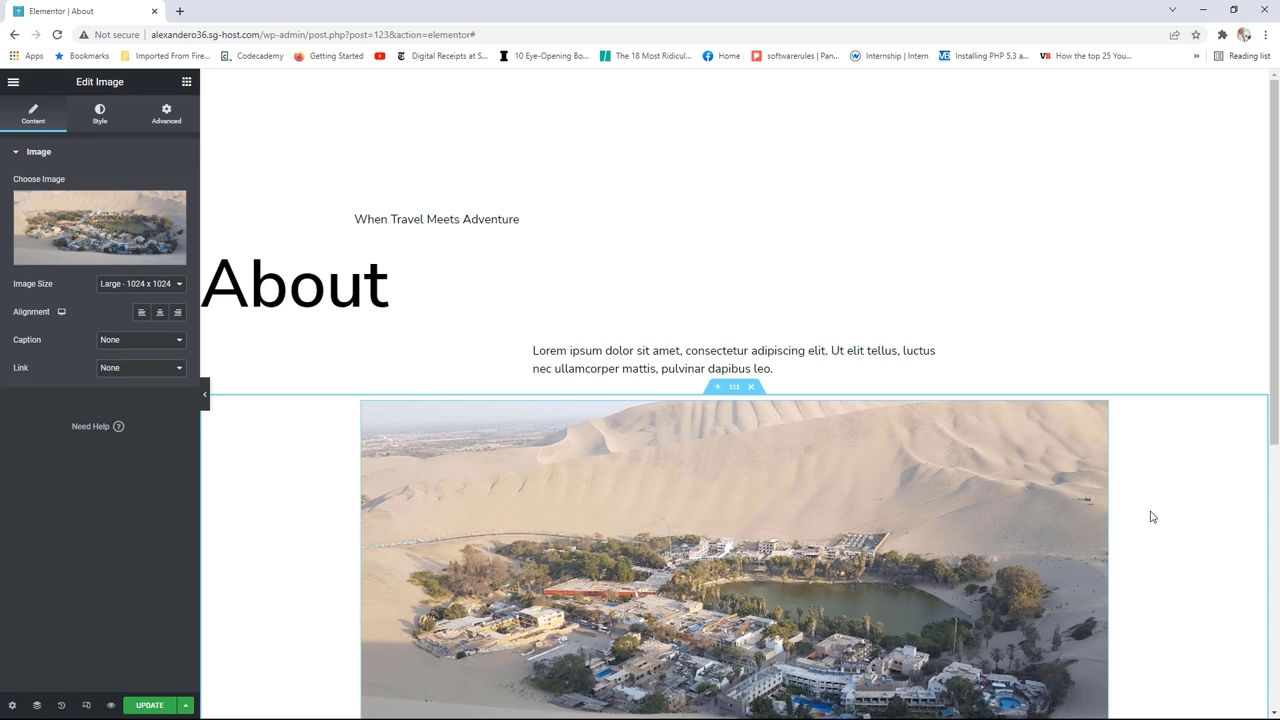 Elementor | About
Not secure
alexandero36.sg-host.com/wp-admin/post.php?post=123&action=elementor#
Apps
Bookmarks
Imported From Fire...
Codecademy
Getting Started
Digital Receipts at S...
10 Eye-Opening Bo...
The 18 Most Ridicul...
Home
softwarerules | Pan...
Internship | Intern
Installing PHP 5.3 a...
VB How the top 25 You...
Reading list
Edit Image
Content
Style
Advanced
Image
Choose Image
Image Size
Large - 1024 x 1024
Alignment
Caption
None
Link
None
Need Help ?
UPDATE
When Travel Meets Adventure
About
Lorem ipsum dolor sit amet, consectetur adipiscing elit. Ut elit tellus, luctus
nec ullamcorper mattis, pulvinar dapibus leo.